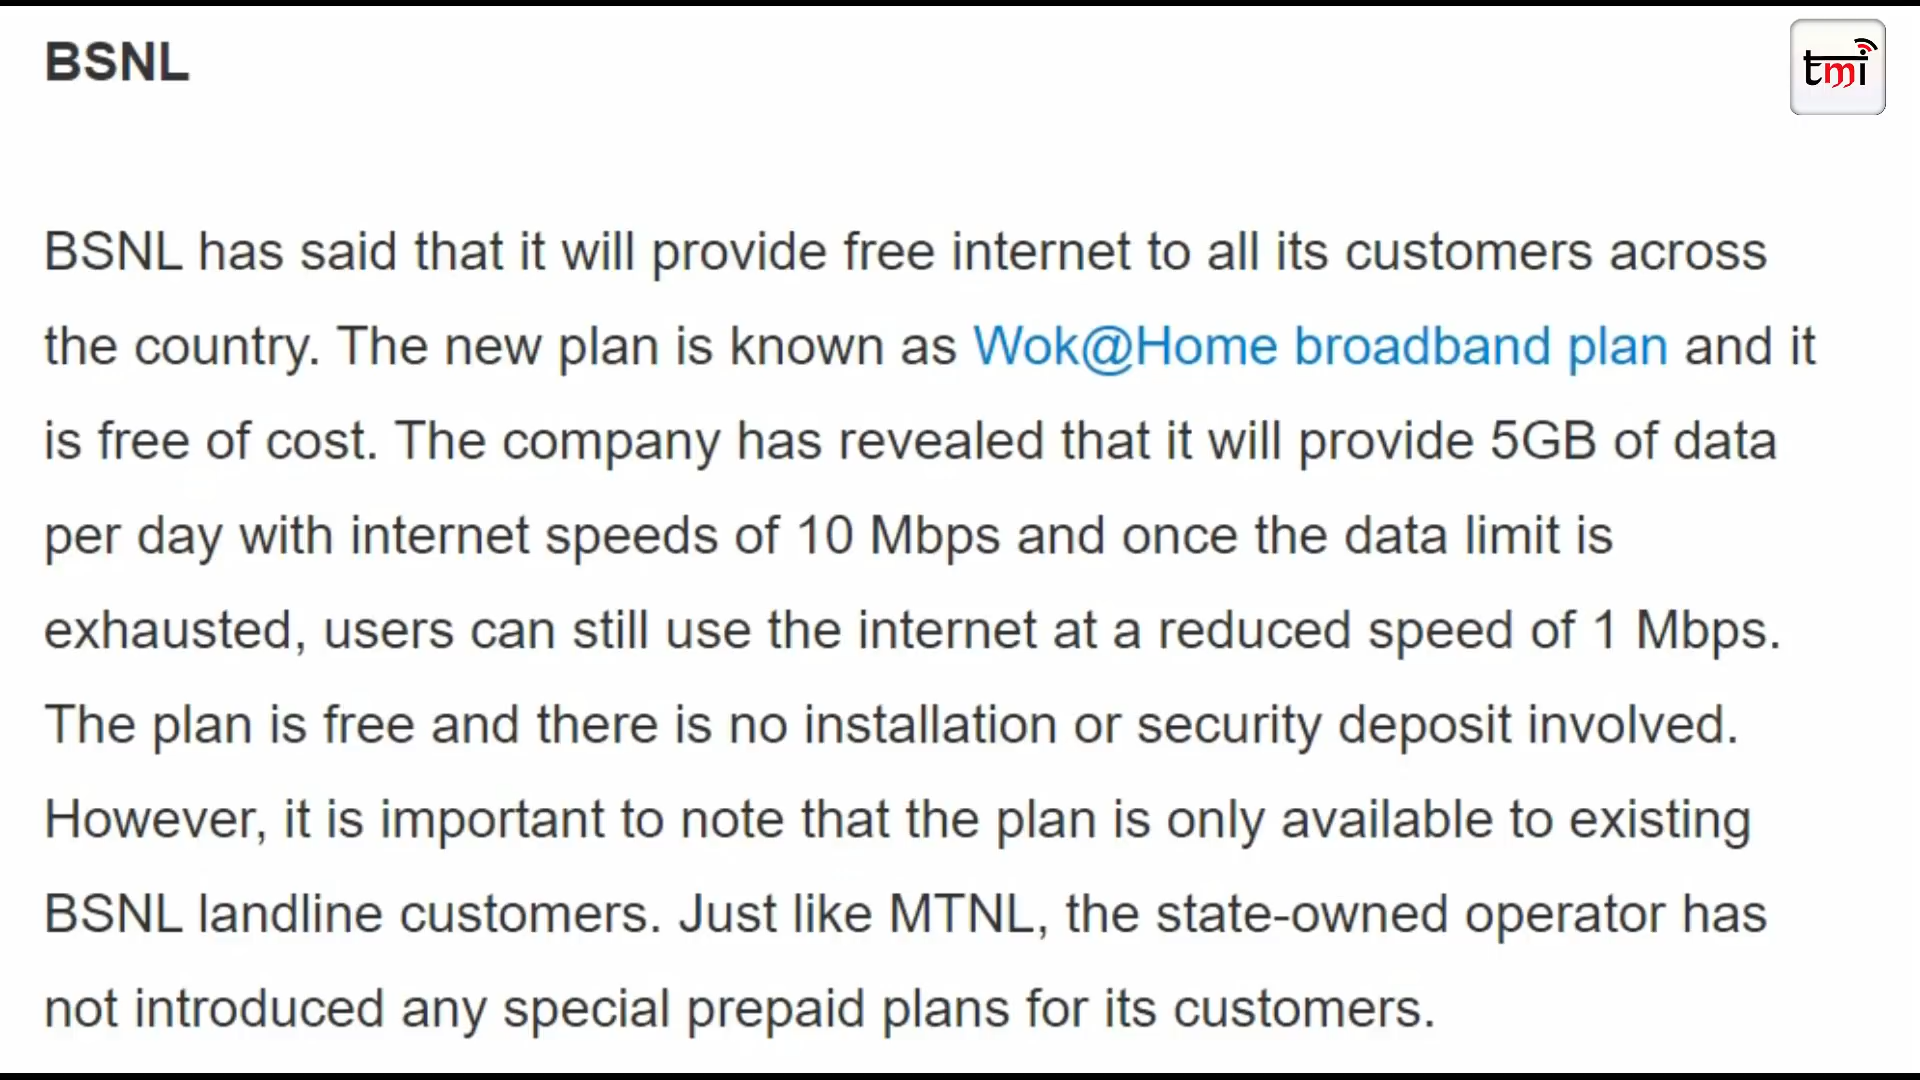 BSNL
tmi
BSNL has said that it will provide free internet to all its customers across
the country. The new plan is known as Wok@Home broadband plan and it
is free of cost. The company has revealed that it will provide 5GB of data
per day with internet speeds of 10 Mbps and once the data limit is
exhausted, users can still use the internet at a reduced speed of 1 Mbps.
The plan is free and there is no installation or security deposit involved.
However, it is important to note that the plan is only available to existing
BSNL landline customers. Just like MTNL, the state-owned operator has
not introduced any special prepaid plans for its customers.